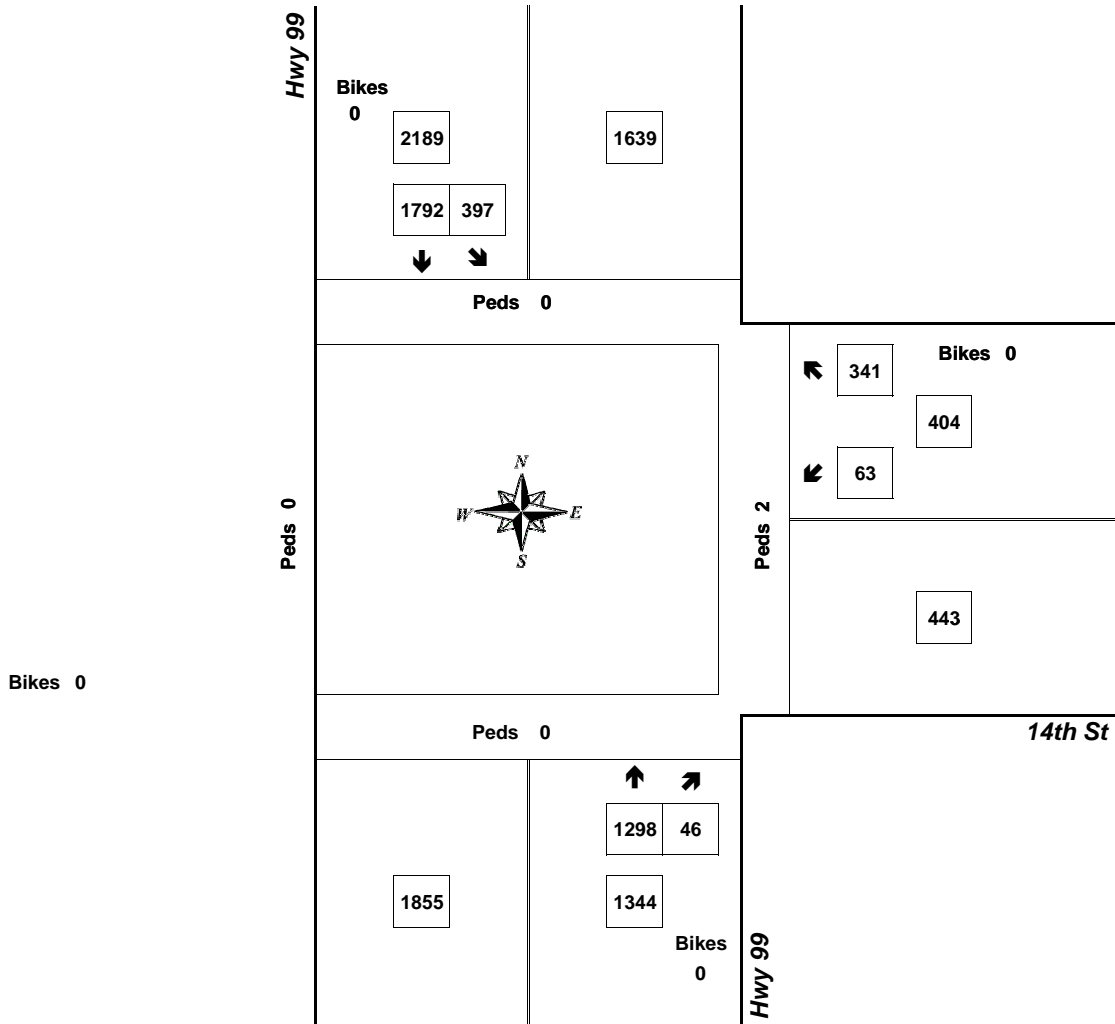 Hwy 99
Bikes
0
2189
1639
1792 397
Peds 0
341
Bikes 0
404
63
N
W E
S
Peds 0
Peds 2
443
Bikes 0
Peds 0
14th St
1298 46
1855
1344
Bikes
0
Hwy 99